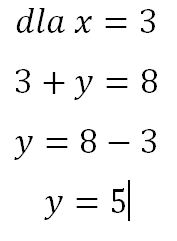 dla x = 3
3 + y = 8
y = 8 − 3
y = 5